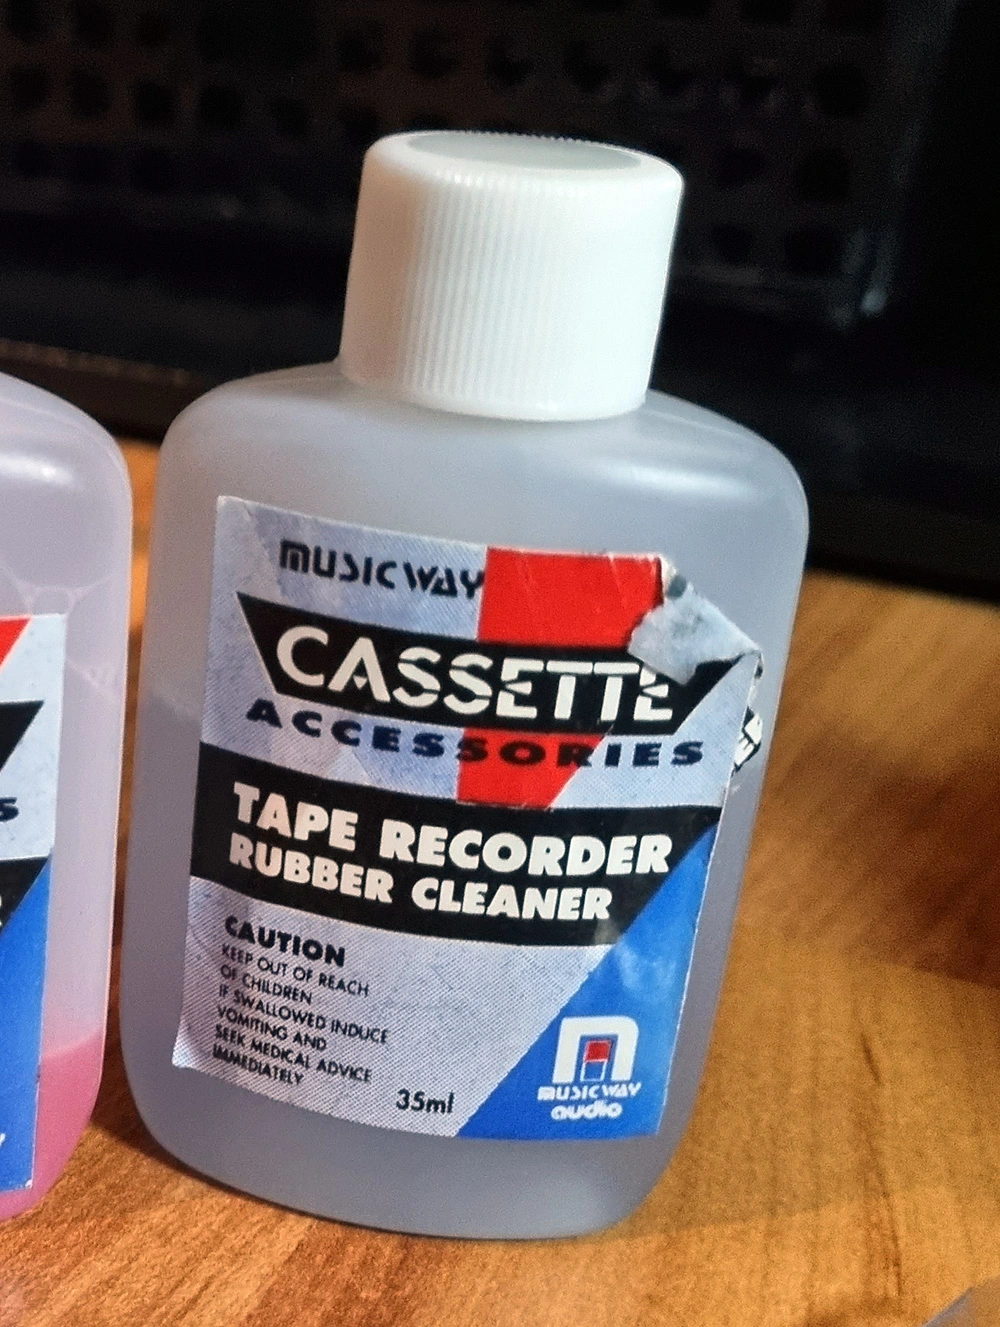 MUSICWAY
CASSETTE
ACCESSORIES
TAPE RECORDER
RUBBER CLEANER
CAUTION
KEEP OUT OF REACH
OF CHILDREN
IF SWALLOWED INDUCE
VOMITING AND
SEEK MEDICAL ADVICE
IMMEDIATELY
35ml
MUSICWAY
audio